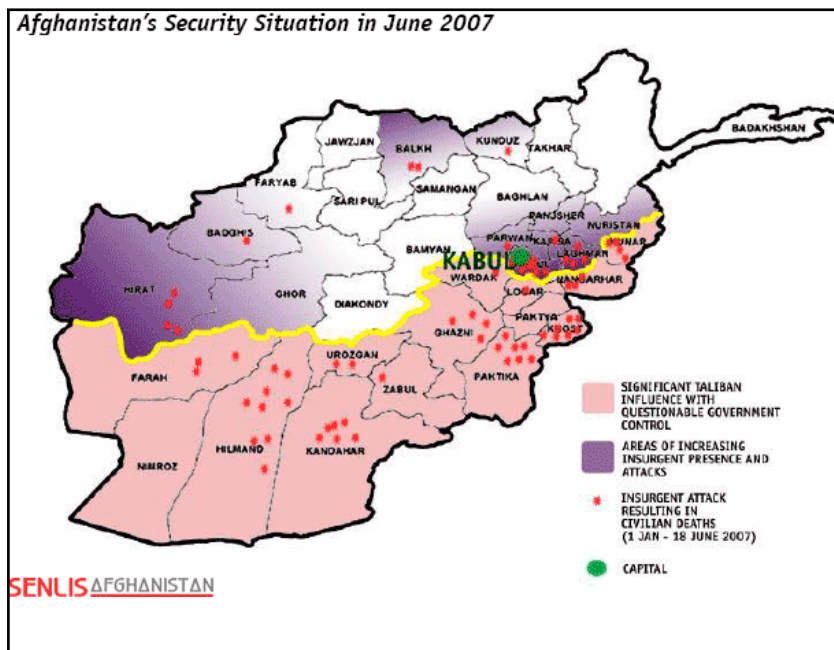 Afghanistan's Security Situation in June 2007
BADAKHSHAN
JAWZJAN
BALKH
KUNDUZ
TAKHAR
FARYAB
SARI PUL
SAMANGAN
BAGHLAN
PANJSHER
NURISTAN
BADGHIS
BAMYAN
PARWAN
LAGHMAN
KABUL
WARDAK
HIRAT
GHOR
DIAKONDY
LOGAR
NANGARHAR
PAKTYA
KHOST
GHAZNI
UROZGAN
FARAH
ZABUL
PAKTIKA
NIMROZ
HILMAND
KANDAHAR
SIGNIFICANT TALIBAN
INFLUENCE WITH
QUESTIONABLE GOVERNMENT
CONTROL
AREAS OF INCREASING
INSURGENT PRESENCE AND
ATTACKS
INSURGENT ATTACK
RESULTING IN
CIVILIAN DEATHS
(1 JAN - 18 JUNE 2007)
CAPITAL
SENLIS AFGHANISTAN